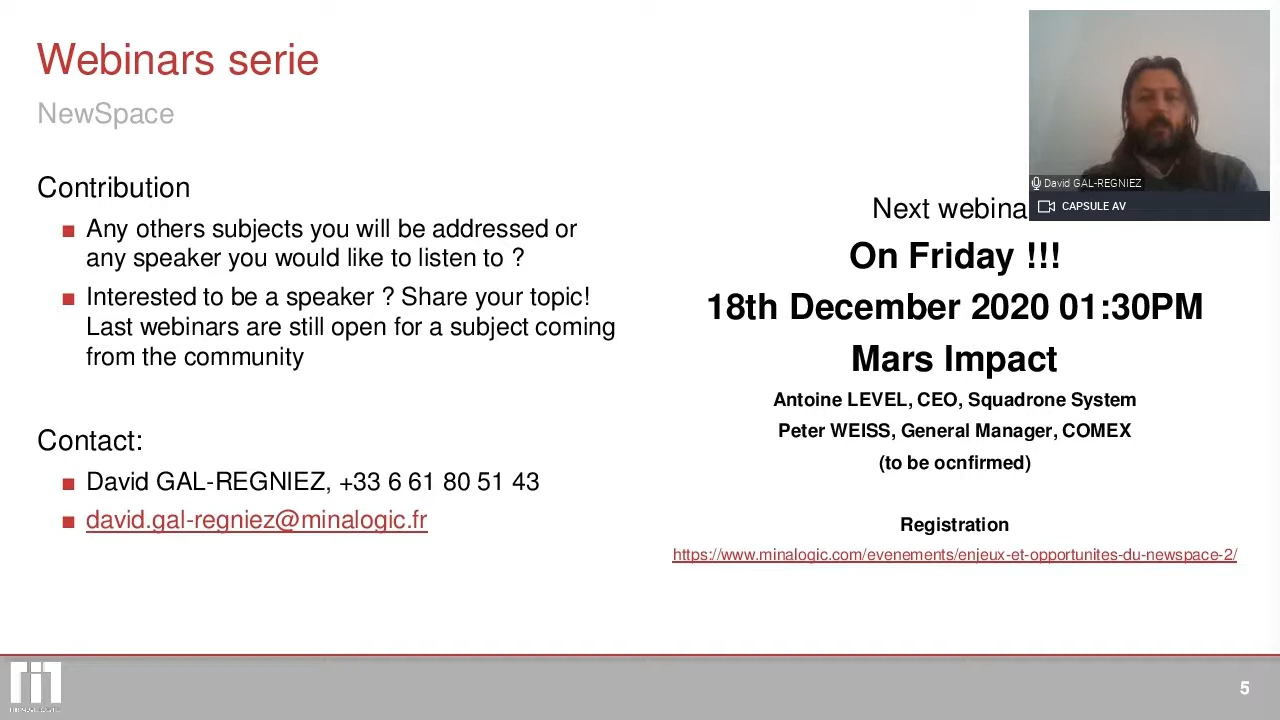 Webinars serie
NewSpace
Contribution
Any others subjects you will be addressed or
any speaker you would like to listen to ?
Interested to be a speaker ? Share your topic!
Last webinars are still open for a subject coming
from the community
Contact:
David GAL-REGNIEZ, +33 6 61 80 51 43
david.gal-regniez@minalogic.fr
David GAL-REGNIEZ
CAPSULE AV
Next webina
On Friday !!!
18th December 2020 01:30PM
Mars Impact
Antoine LEVEL, CEO, Squadrone System
Peter WEISS, General Manager, COMEX
(to be ocnfirmed)
Registration
https://www.minalogic.com/evenements/enjeux-et-opportunites-du-newspace-2/
5